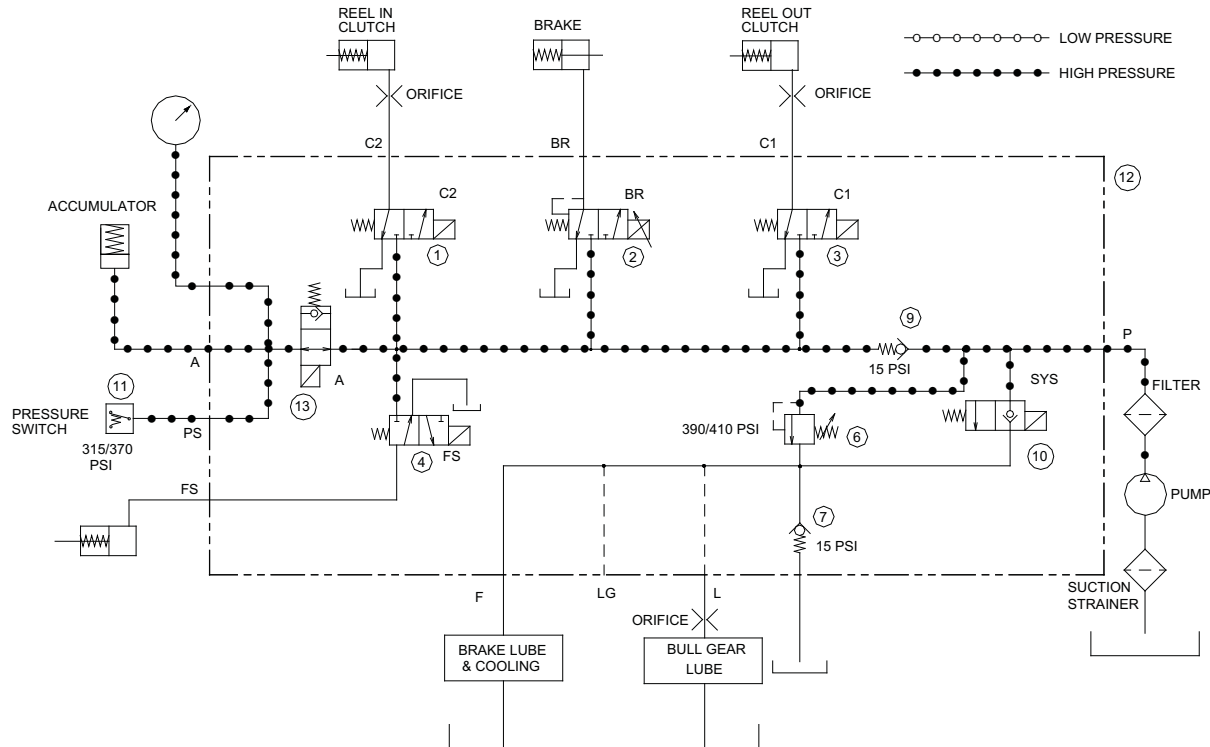 REEL IN
CLUTCH
BRAKE
REEL OUT
CLUTCH
LOW PRESSURE
HIGH PRESSURE
ORIFICE
ORIFICE
C2
BR
C1
12
ACCUMULATOR
C2
BR
C1
1
2
3
9
P
15 PSI
A
A
SYS
FILTER
11
13
PRESSURE
SWITCH
PS
315/370
PSI
390/410 PSI
6
10
4
FS
FS
PUMP
7
15 PSI
SUCTION
STRAINER
F
LG
L
ORIFICE
BRAKE LUBE
& COOLING
BULL GEAR
LUBE